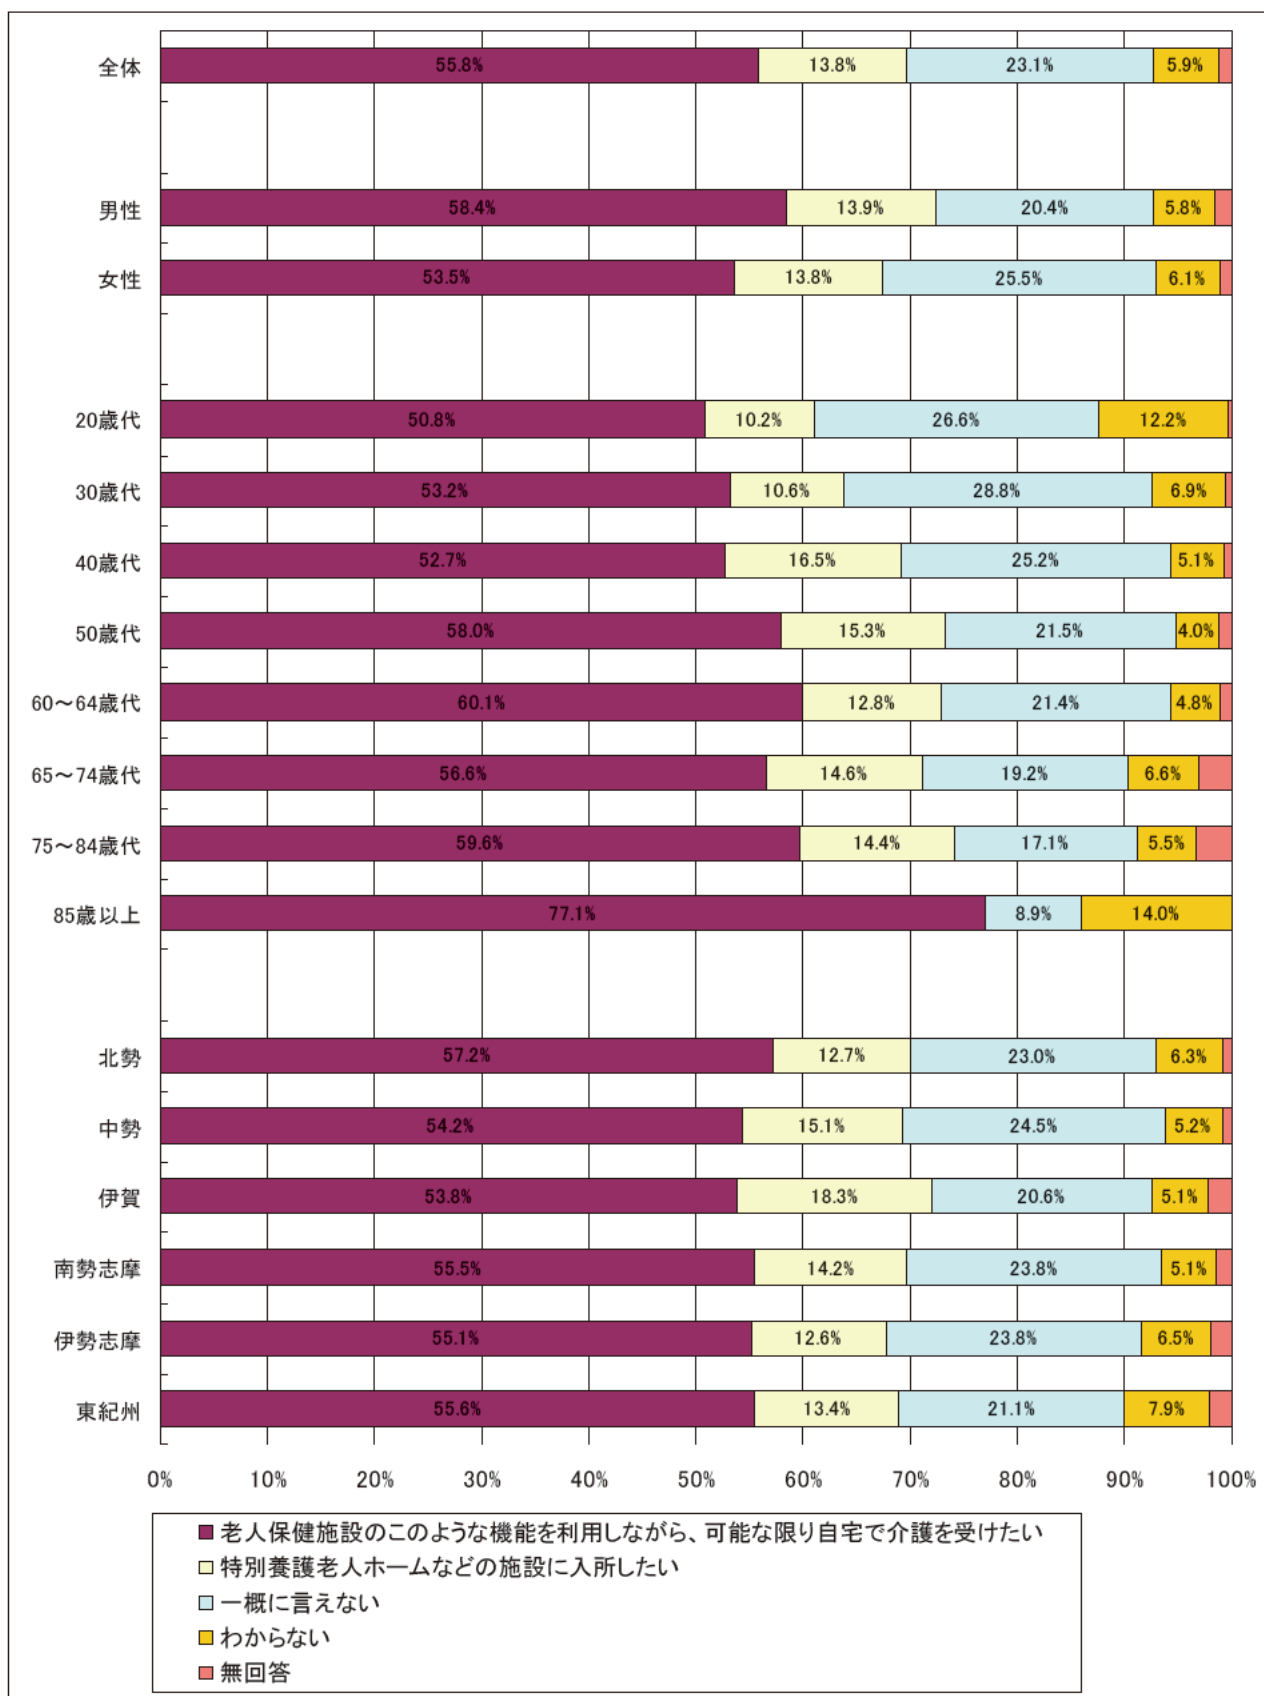 全体 55.8% 13.8% 23.1% 5.9%
男性 58.4% 13.9% 20.4% 5.8%
女性 53.5% 13.8% 25.5% 6.1%
20歳代 50.8% 10.2% 26.6% 12.2%
30歳代 53.2% 10.6% 28.8% 6.9%
40歳代 52.7% 16.5% 25.2% 5.1%
50歳代 58.0% 15.3% 21.5% 4.0%
60～64歳代 60.1% 12.8% 21.4% 4.8%
65～74歳代 56.6% 14.6% 19.2% 6.6%
75～84歳代 59.6% 14.4% 17.1% 5.5%
85歳以上 77.1% 8.9% 14.0%
北勢 57.2% 12.7% 23.0% 6.3%
中勢 54.2% 15.1% 24.5% 5.2%
伊賀 53.8% 18.3% 20.6% 5.1%
南勢志摩 55.5% 14.2% 23.8% 5.1%
伊勢志摩 55.1% 12.6% 23.8% 6.5%
東紀州 55.6% 13.4% 21.1% 7.9%
0% 10% 20% 30% 40% 50% 60% 70% 80% 90% 100%
老人保健施設のこのような機能を利用しながら、可能な限り自宅で介護を受けたい
特別養護老人ホームなどの施設に入所したい
一概に言えない
わからない
無回答